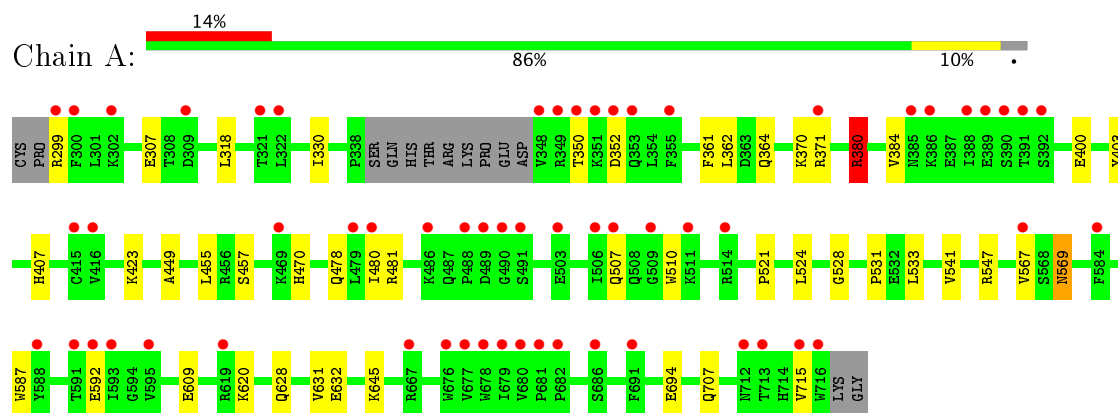 14%
Chain A:
86%
10%
•
CYS PRO R299 F300 L301 K302 E307 T308 D309 L318 T321 L322 I330 P338 SER GLN HIS THR ARG LYS PRO GLU ASP V348 R349 T350 K351 D352 Q353 L354 F355 F361 L362 D363 Q364 K370 R371 R380 V384 N385 K386 E387 I388 E389 S390 T391 S392 E400
H407 C415 V416 K423 A449 L455 R456 S457 K469 H470 Q478 L479 I480 R481 K486 Q487 P488 D489 G490 S491 E503 I506 Q507 Q508 G509 W510 K511 R514 P521 L524 G528 P531 E532 L533 V541 R547 V567 S568 N569 F584
W587 Y588 T591 E592 I593 G594 V595 E609 R619 K620 Q628 V631 E632 K645 R667 W676 V677 W678 I679 V680 P681 P682 S686 F691 E694 Q707 N712 T713 H714 V715 W716 LYS GLY